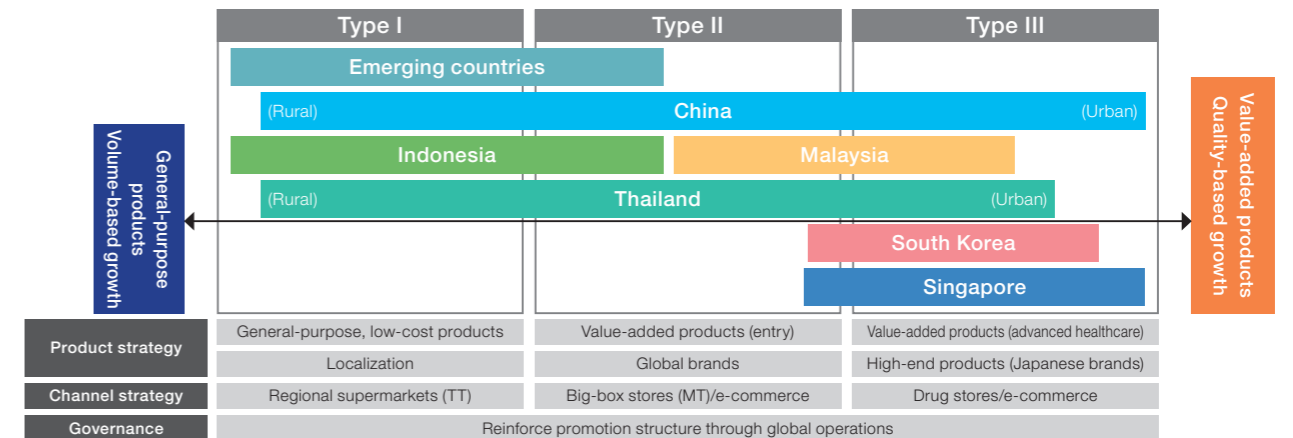 Type I
Type II
Type III
Emerging countries
(Rural)
China
(Urban)
Indonesia
Malaysia
(Rural)
Thailand
(Urban)
South Korea
Singapore
General-purpose
products
Volume-based growth
Value-added products
Quality-based growth
Product strategy
General-purpose, low-cost products
Value-added products (entry)
Value-added products (advanced healthcare)
Localization
Global brands
High-end products (Japanese brands)
Channel strategy
Regional supermarkets (TT)
Big-box stores (MT)/e-commerce
Drug stores/e-commerce
Governance
Reinforce promotion structure through global operations